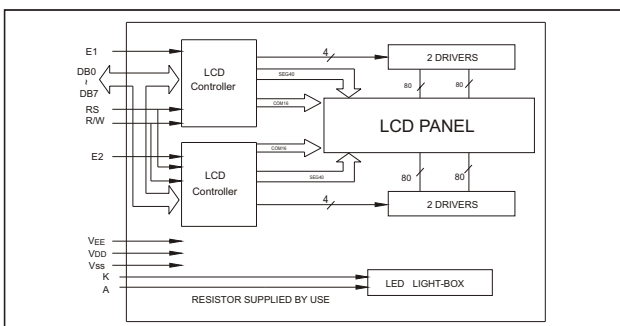 E1
DB0
~
DB7
RS
R/W
E2
VEE
VDD
Vss
K
A
LCD
Controller
4
SEG40
COM16
2 DRIVERS
80
80
LCD PANEL
LCD
Controller
COM16
SEG40
4
80
80
2 DRIVERS
LED LIGHT-BOX
RESISTOR SUPPLIED BY USE